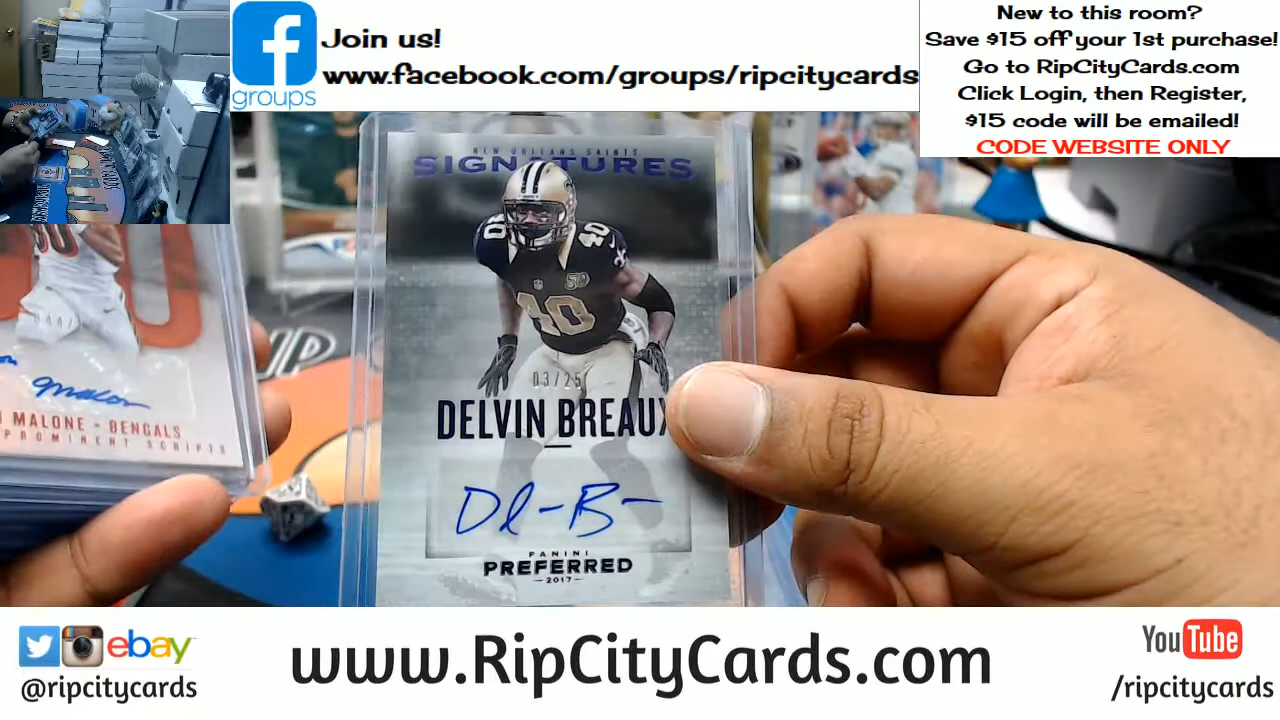 Join us!
www.facebook.com/groups/ripcitycards
groups
New to this room?
Save $15 off your 1st purchase!
Go to RipCityCards.com
Click Login, then Register,
$15 code will be emailed!
CODE WEBSITE ONLY
NEW ORLEANS SAINTS
SIGNATURES
40
40
03/25
DELVIN BREAUX
PANINI
PREFERRED
2017
MALONE - BENGALS
PROMINENT SCRIPTS
ebay
@ripcitycards
www.RipCityCards.com
YouTube
/ripcitycards